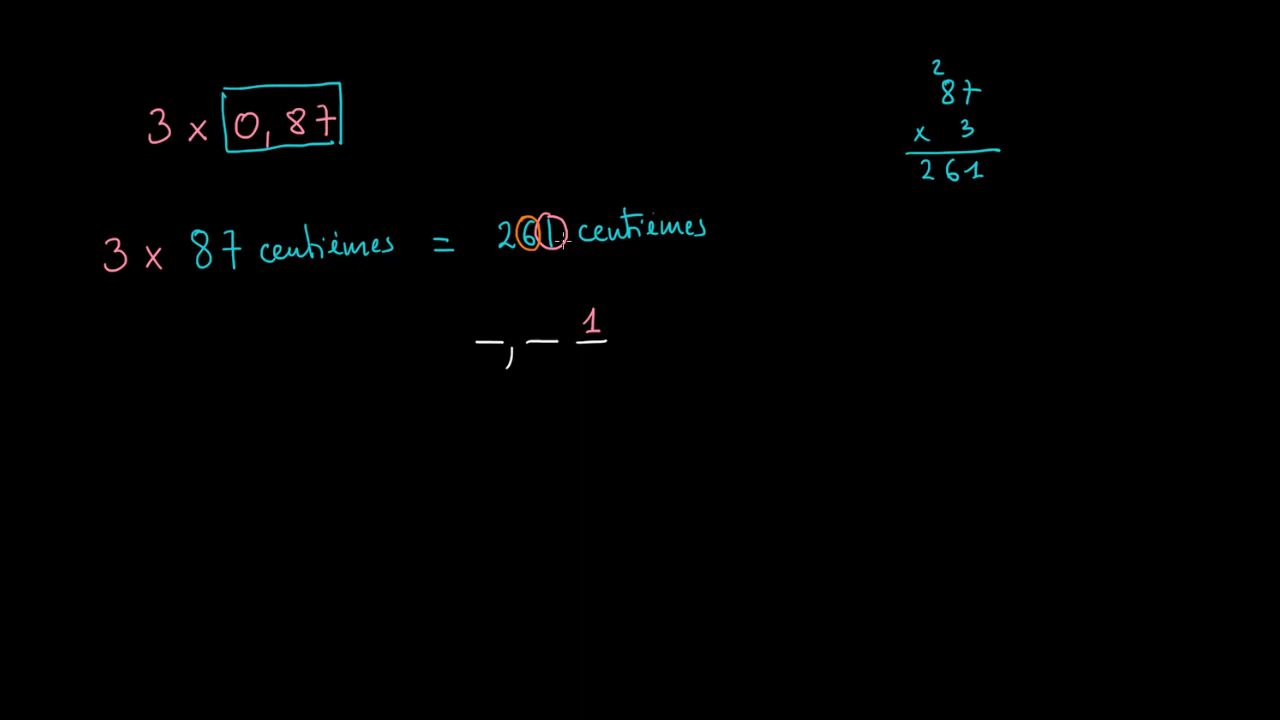 3 x 0,87
2
87
x 3
261
3 x 87 centièmes = 261 centièmes
_,_ 1